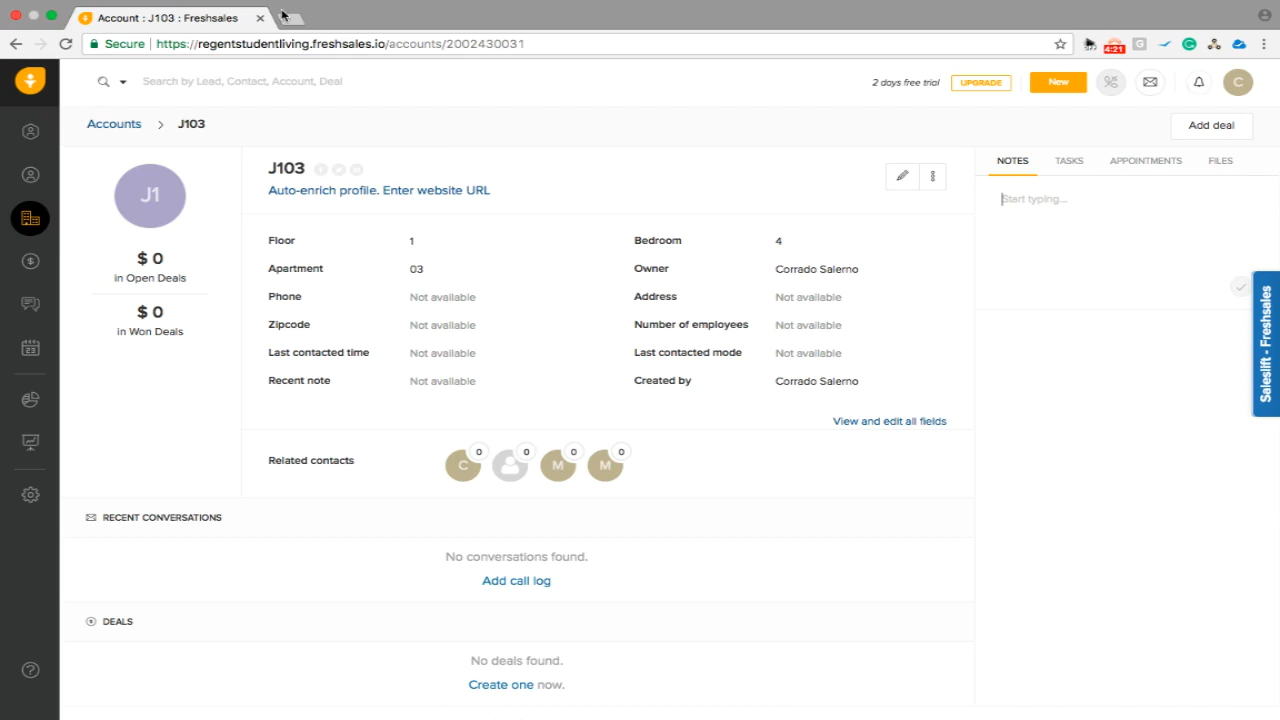 Account : J103 : Freshsales
Secure https://regentstudentliving.freshsales.io/accounts/2002430031
4:21
G
Search by Lead, Contact, Account, Deal
2 days free trial
UPGRADE
New
C
Accounts > J103
Add deal
J1
$ 0
in Open Deals
$ 0
in Won Deals
J103
Auto-enrich profile. Enter website URL
Floor 1 Bedroom 4
Apartment 03 Owner Corrado Salerno
Phone Not available Address Not available
Zipcode Not available Number of employees Not available
Last contacted time Not available Last contacted mode Not available
Recent note Not available Created by Corrado Salerno
View and edit all fields
Related contacts C 0 0 M 0 M 0
RECENT CONVERSATIONS
No conversations found.
Add call log
DEALS
No deals found.
Create one now.
NOTES TASKS APPOINTMENTS FILES
Start typing...
Saleslift - Freshsales
23